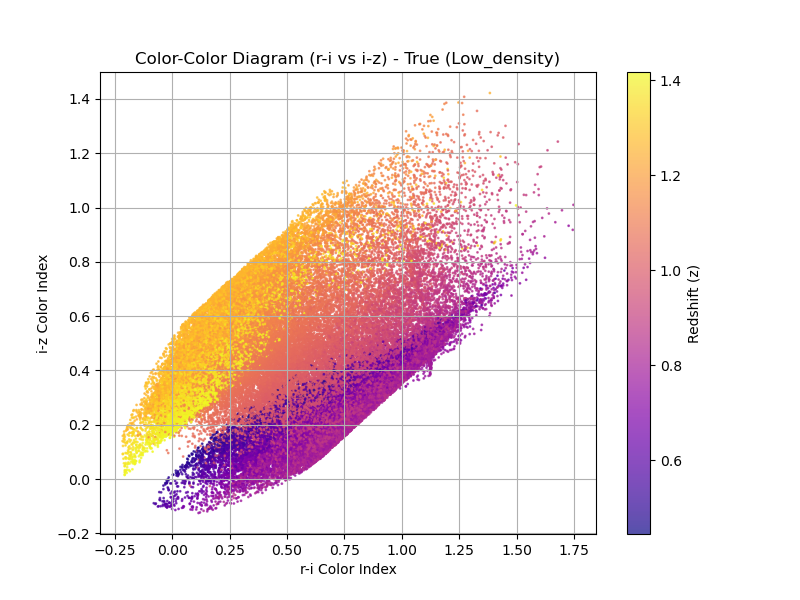 Color-Color Diagram (r-i vs i-z) - True (Low_density)
1.4
1.2
1.0
0.8
0.6
0.4
0.2
0.0
−0.2
i-z Color Index
−0.25 0.00 0.25 0.50 0.75 1.00 1.25 1.50 1.75
r-i Color Index
1.4
1.2
1.0
0.8
0.6
Redshift (z)